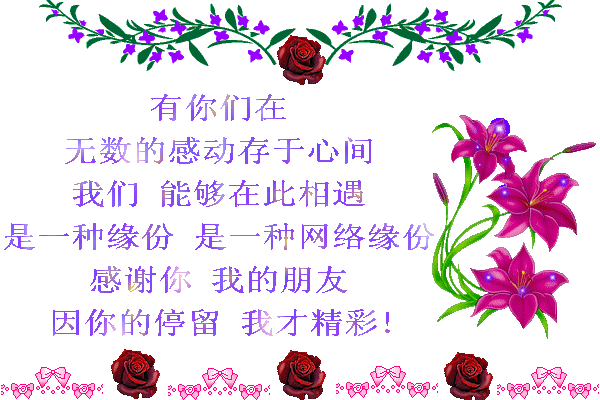 有你们在
无数的感动存于心间
我们 能够在此相遇
是一种缘份 是一种网络缘份
感谢你 我的朋友
因你的停留 我才精彩!